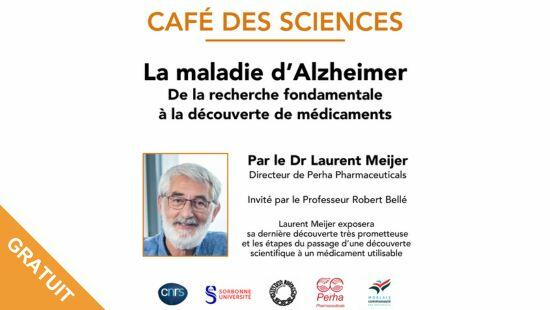 CAFÉ DES SCIENCES
La maladie d'Alzheimer
De la recherche fondamentale
à la découverte de médicaments
Par le Dr Laurent Meijer
Directeur de Perha Pharmaceuticals
Invité par le Professeur Robert Bellé
Laurent Meijer exposera
sa dernière découverte très prometteuse
et les étapes du passage d'une découverte
scientifique à un médicament utilisable
GRATUIT
cnrs
SORBONNE
UNIVERSITÉ
Perha
Pharmaceuticals
MORLAIX